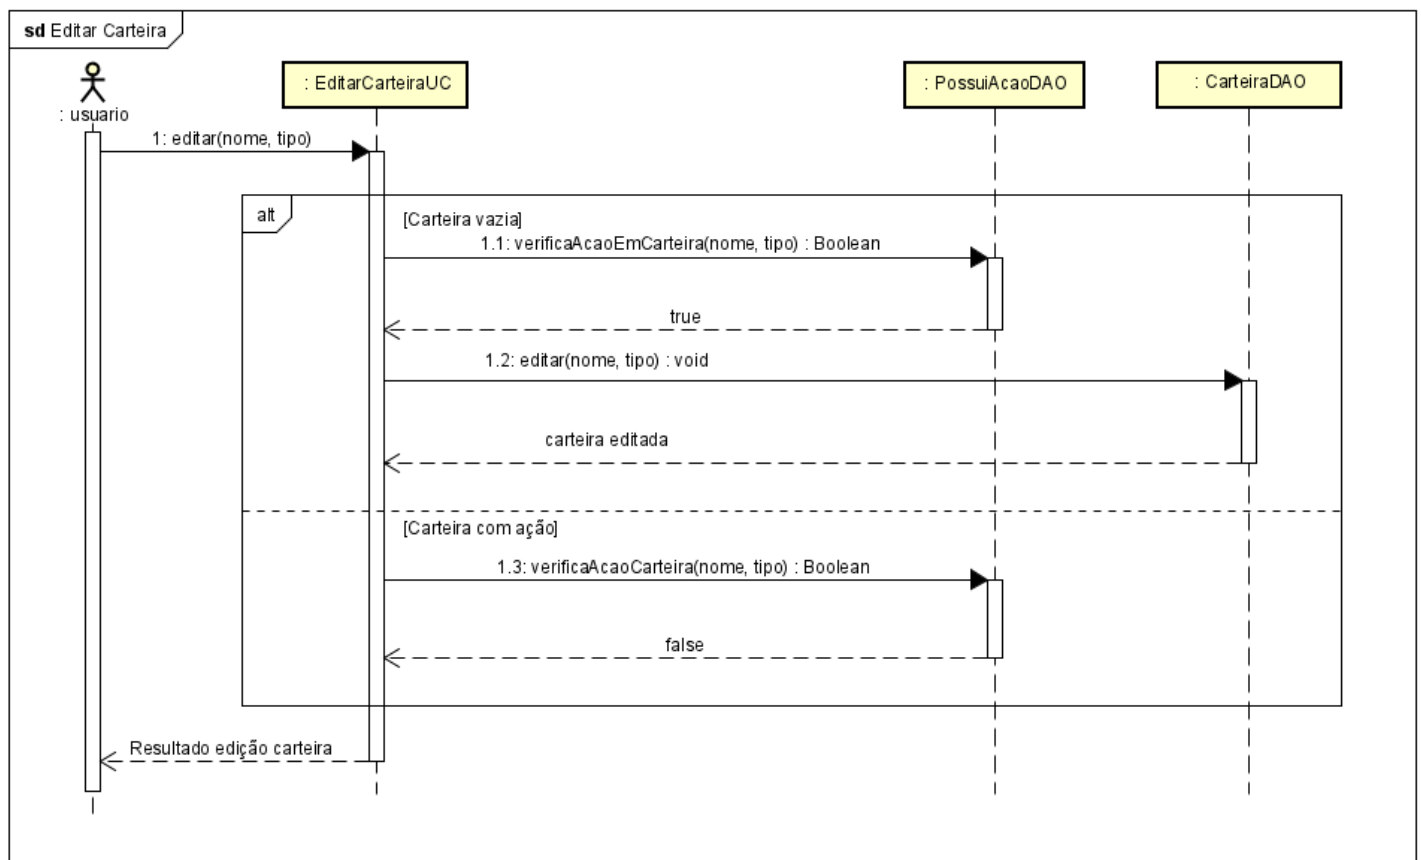 sd Editar Carteira
: usuario
: EditarCarteiraUC
: PossuiAcaoDAO
: CarteiraDAO
1: editar(nome, tipo)
alt
[Carteira vazia]
1.1: verificaAcaoEmCarteira(nome, tipo) : Boolean
true
1.2: editar(nome, tipo) : void
carteira editada
[Carteira com ação]
1.3: verificaAcaoCarteira(nome, tipo) : Boolean
false
Resultado edição carteira